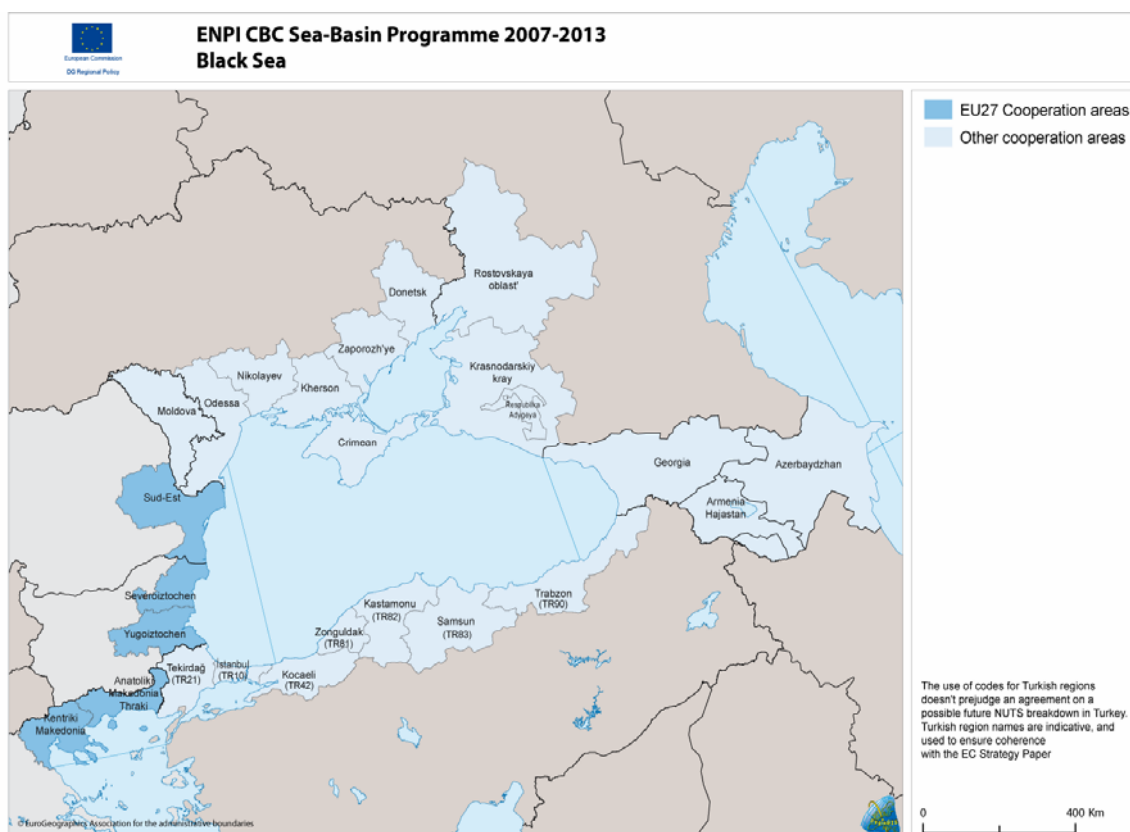 ENPI CBC Sea-Basin Programme 2007-2013
Black Sea
European Commission
DG Regional Policy
EU27 Cooperation areas
Other cooperation areas
Rostovskaya
oblast'
Donetsk
Zaporozh'ye
Krasnodarskiy
kray
Respublika
Adygeya
Nikolayev
Kherson
Odessa
Moldova
Crimean
Georgia
Azerbaydzhan
Armenia
Hajastan
Sud-Est
Severoiztochen
Yugoiztochen
Trabzon
(TR90)
Kastamonu
(TR82)
Samsun
(TR83)
Zonguldak
(TR81)
Tekirdağ
(TR21)
İstanbul
(TR10)
Kocaeli
(TR42)
Anatoliki
Makedonia
Thraki
Kentriki
Makedonia
The use of codes for Turkish regions
doesn't prejudge an agreement on a
possible future NUTS breakdown in Turkey.
Turkish region names are indicative, and
used to ensure coherence
with the EC Strategy Paper
© EuroGeographics Association for the administrative boundaries
0 400 Km